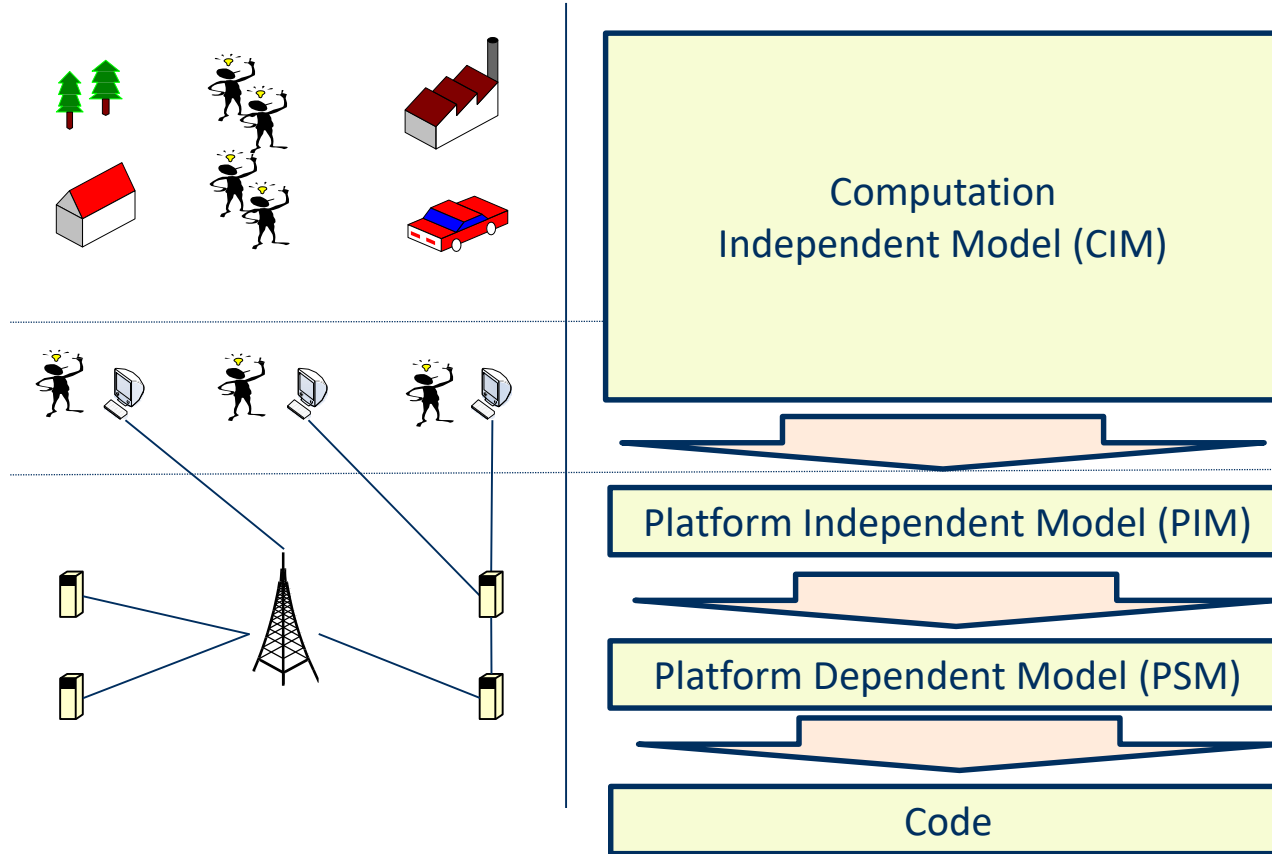 Computation
Independent Model (CIM)
Platform Independent Model (PIM)
Platform Dependent Model (PSM)
Code